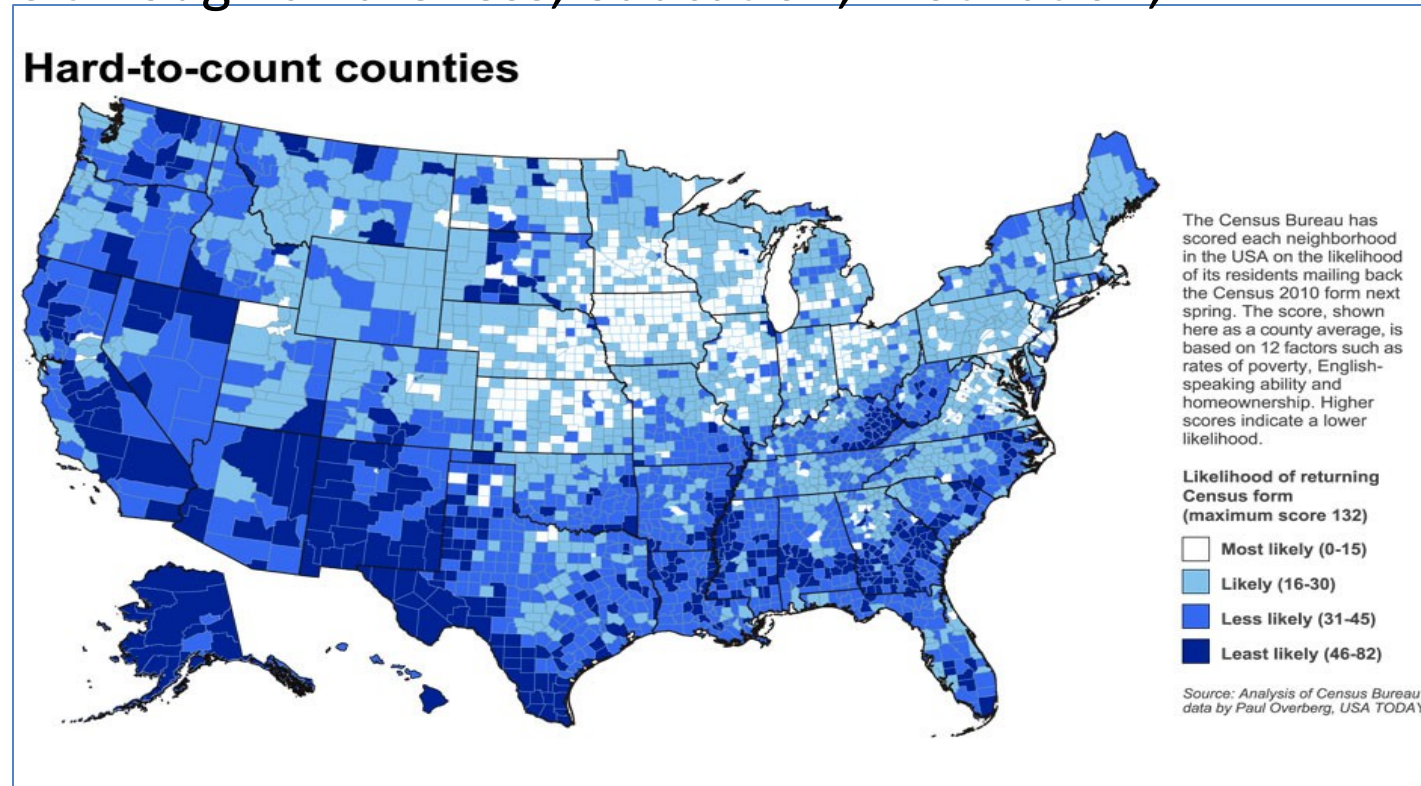 Hard-to-count counties
The Census Bureau has
scored each neighborhood
in the USA on the likelihood
of its residents mailing back
the Census 2010 form next
spring. The score, shown
here as a county average, is
based on 12 factors such as
rates of poverty, English-
speaking ability and
homeownership. Higher
scores indicate a lower
likelihood.
Likelihood of returning
Census form
(maximum score 132)
Most likely (0-15)
Likely (16-30)
Less likely (31-45)
Least likely (46-82)
Source: Analysis of Census Bureau
data by Paul Overberg, USA TODAY